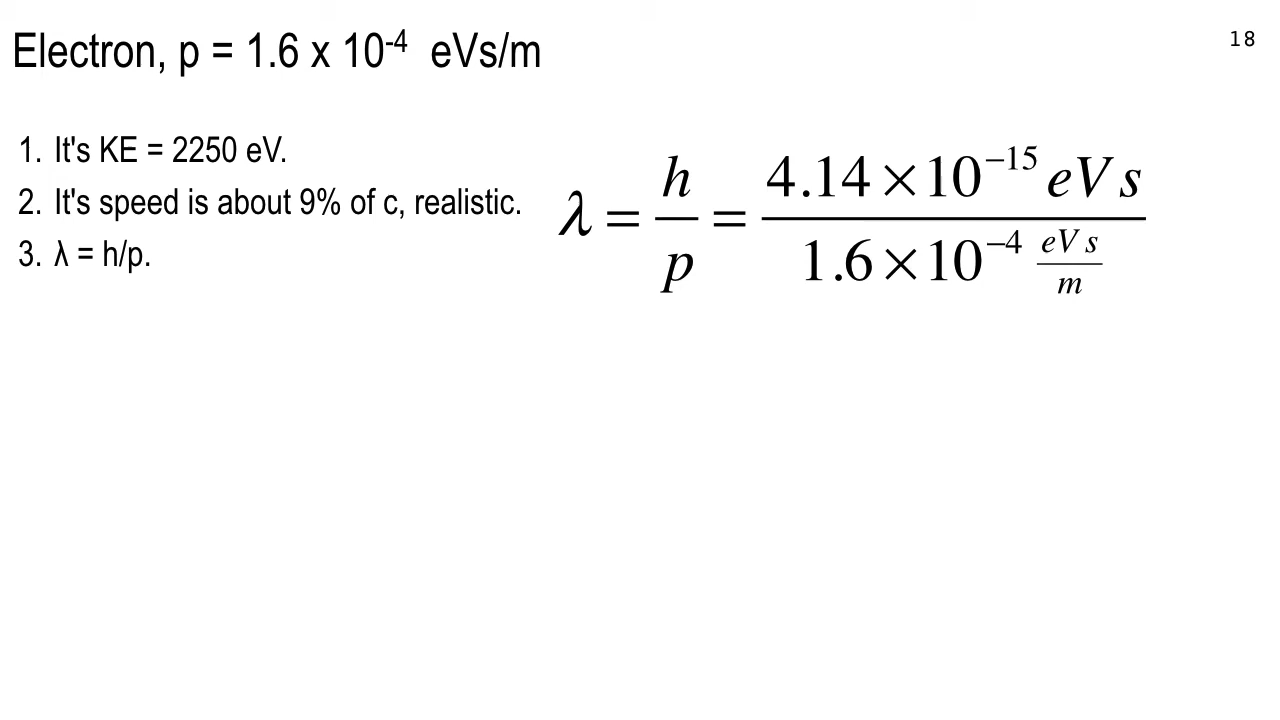 Electron, p = 1.6 x 10⁻⁴ eVs/m
18
1. It's KE = 2250 eV.
2. It's speed is about 9% of c, realistic.
3. λ = h/p.
λ = h/p = 4.14 × 10⁻¹⁵ eV s / 1.6 × 10⁻⁴ eV s/m